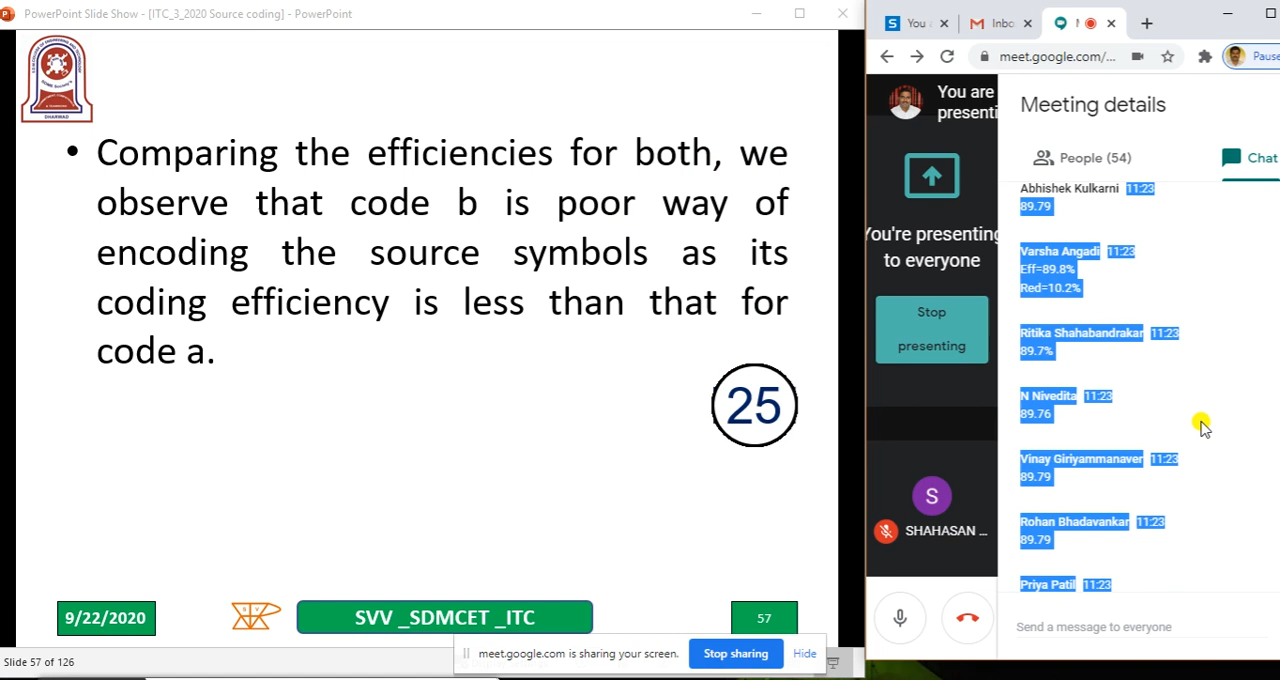 PowerPoint Slide Show - [ITC_3_2020 Source coding] - PowerPoint
DHARWAD
• Comparing the efficiencies for both, we
observe that code b is poor way of
encoding the source symbols as its
coding efficiency is less than that for
code a.
25
9/22/2020
SVV _SDMCET _ITC
57
Slide 57 of 126
meet.google.com is sharing your screen.
Stop sharing
Hide
You
Inbo
meet.google.com/...
Pause
You are
presenti
You're presenting
to everyone
Stop
presenting
S
SHAHASAN ...
Meeting details
People (54)
Chat
Abhishek Kulkarni 11:23
89.79
Varsha Angadi 11:23
Eff=89.8%
Red=10.2%
Ritika Shahabandrakar 11:23
89.7%
N Nivedita 11:23
89.76
Vinay Giriyammanaver 11:23
89.79
Rohan Bhadavankar 11:23
89.79
Priya Patil 11:23
Send a message to everyone